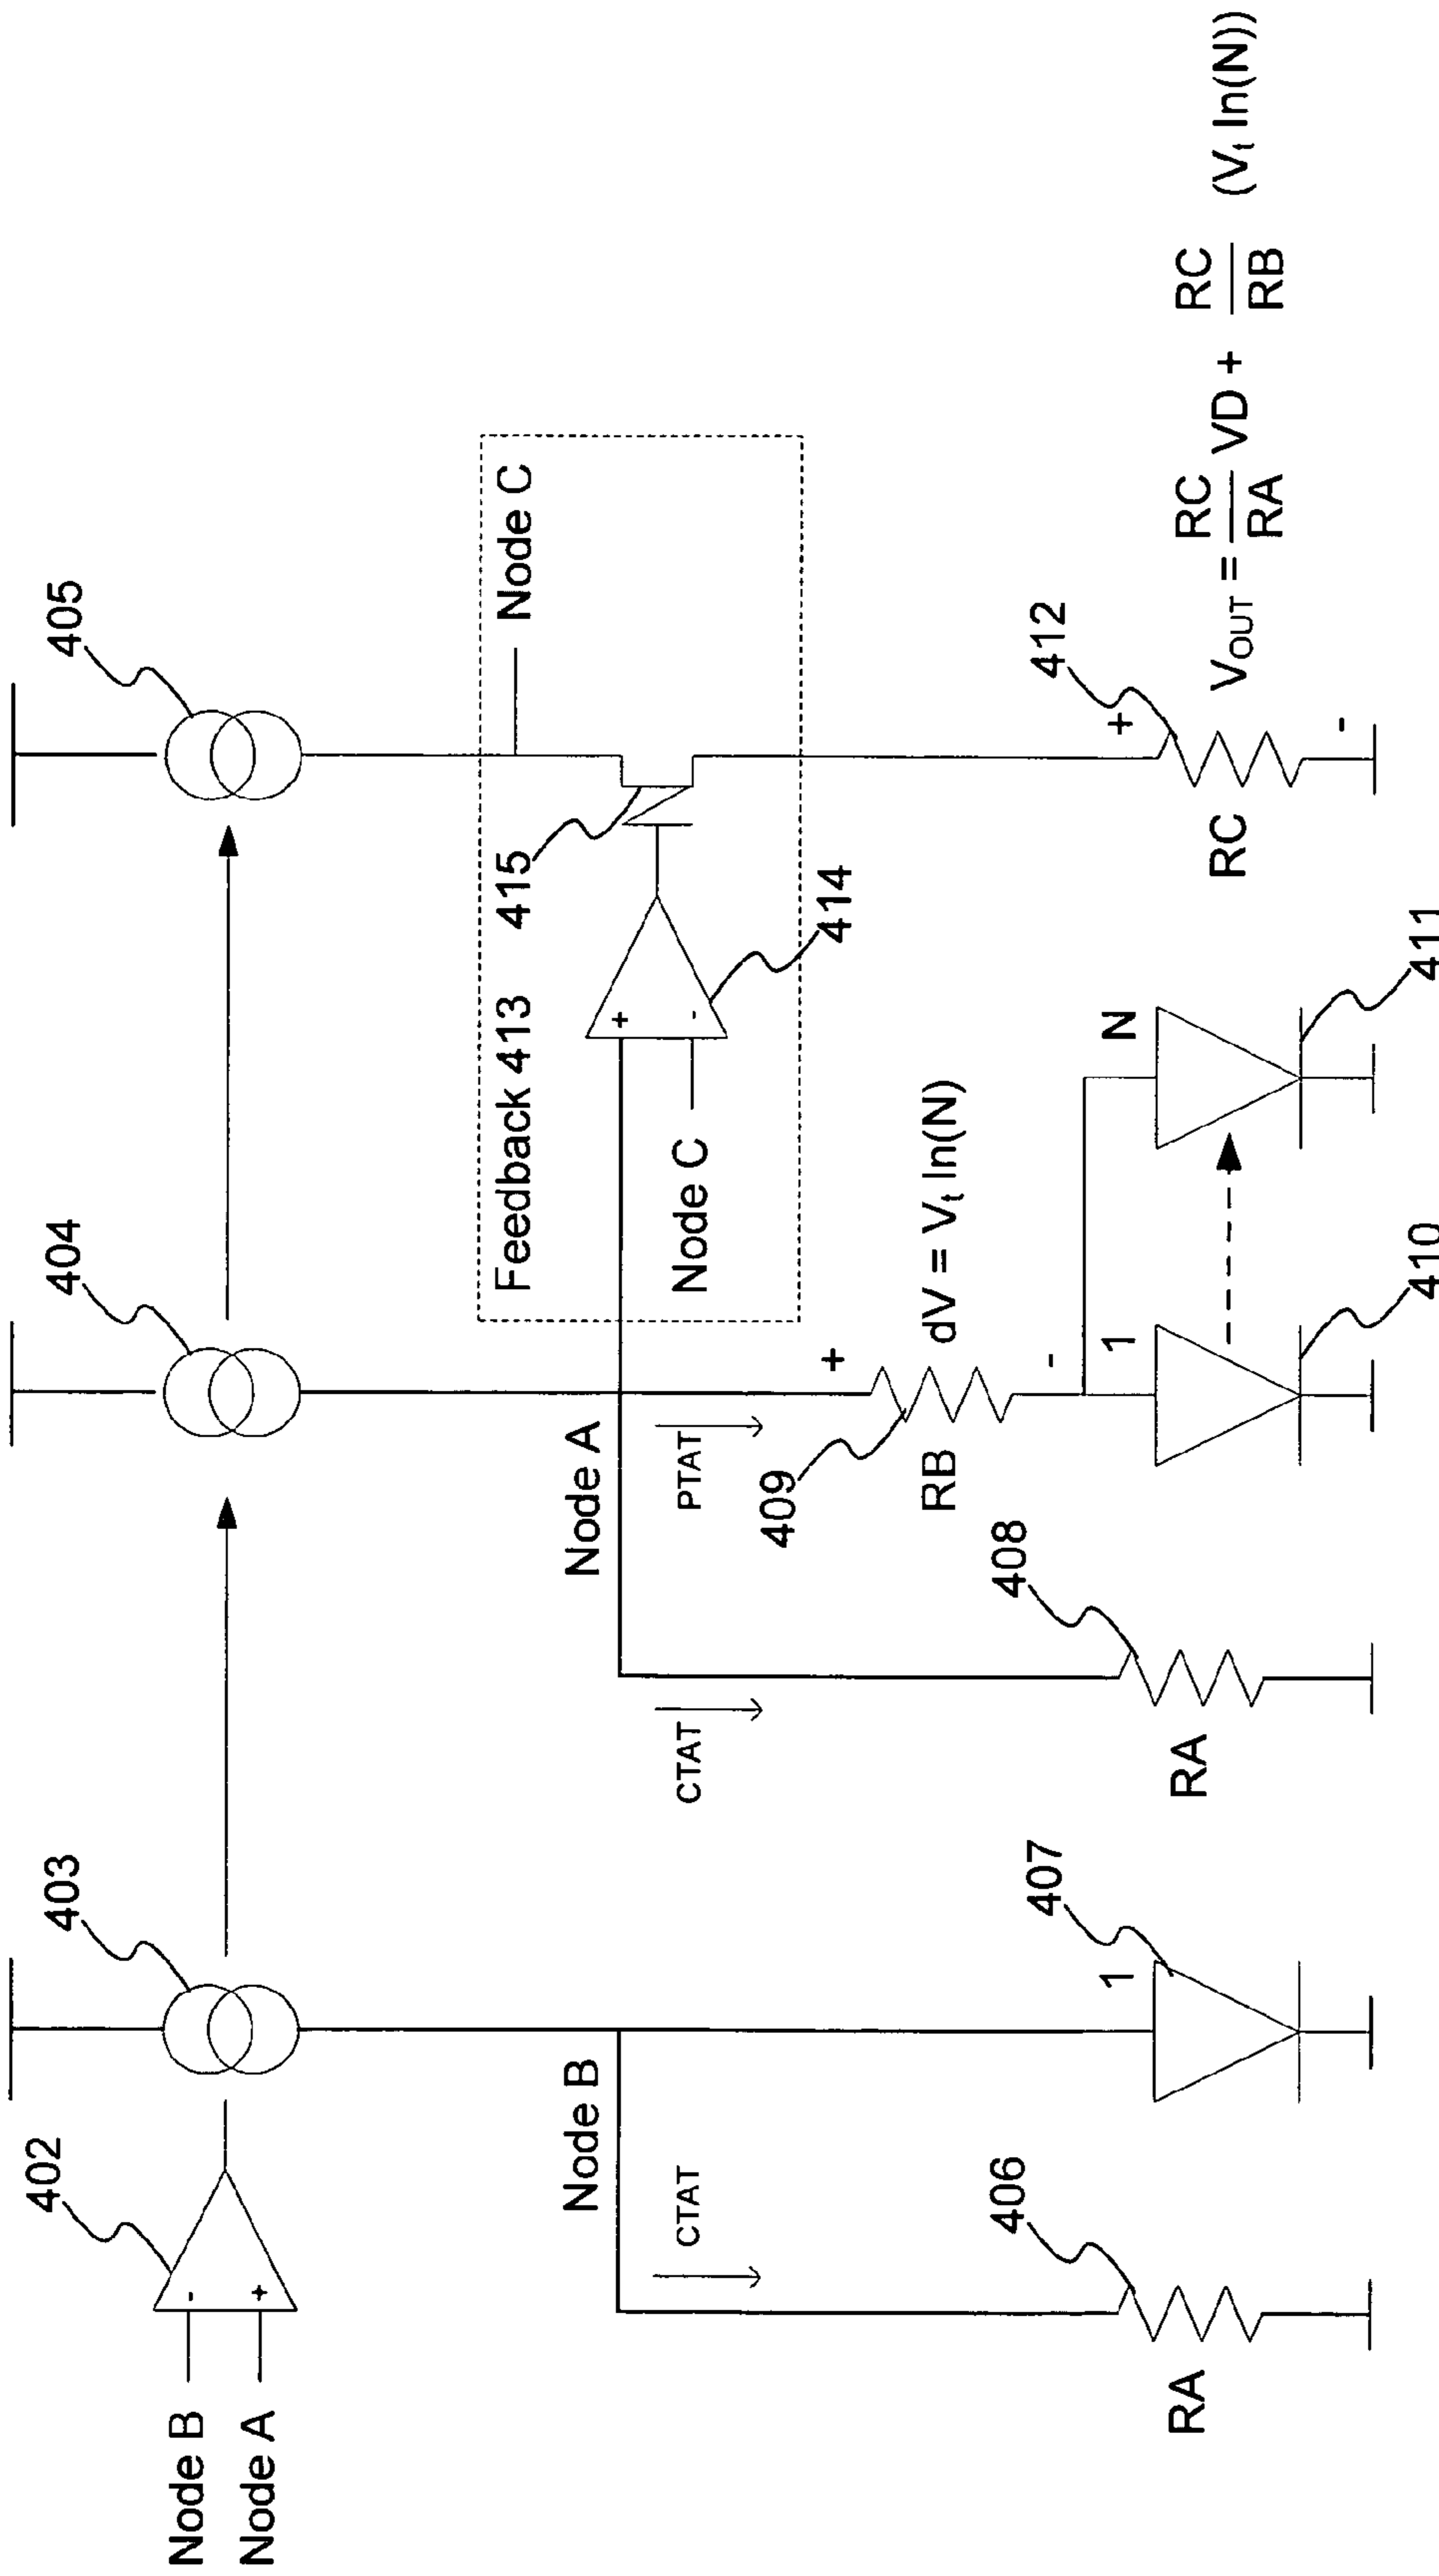 402
403
404
405
Node B
Node A
-
+
Node B
CTAT
Node A
CTAT
PTAT
Feedback 413
415
Node C
Node C
+
-
414
406
RA
407
1
408
RA
409
RB
+
-
dV = Vt ln(N)
1
N
410
411
412
+
-
RC
VOUT = RC/RA VD + RC/RB (Vt ln(N))